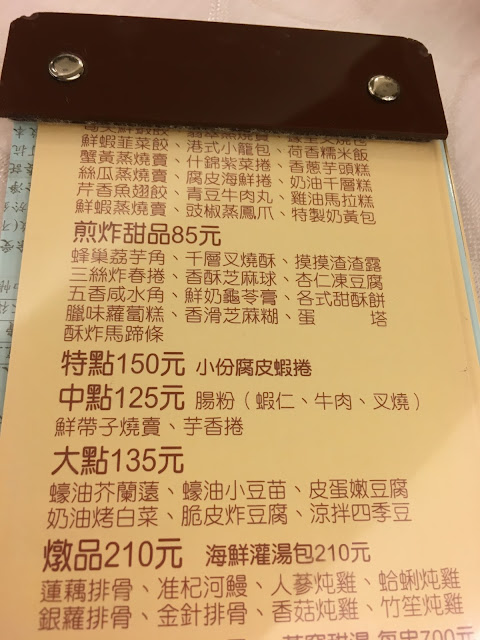 鮮蝦韮菜餃、港式小籠包、荷香糯米飯
蟹黃蒸燒賣、什錦紫菜捲、香蔥芋頭糕
絲瓜蒸燒賣、腐皮海鮮捲、奶油千層糕
芹香魚翅餃、青豆牛肉丸、雞油馬拉糕
鮮蝦蒸燒賣、豉椒蒸鳳爪、特製奶黃包
煎炸甜品85元
蜂巢荔芋角、千層叉燒酥、摸摸渣渣露
三絲炸春捲、香酥芝麻球、杏仁凍豆腐
五香咸水角、鮮奶龜苓膏、各式甜酥餅
臘味蘿蔔糕、香滑芝麻糊、蛋 塔
酥炸馬蹄條
特點150元 小份腐皮蝦捲
中點125元 腸粉（蝦仁、牛肉、叉燒）
鮮帶子燒賣、芋香捲
大點135元
蠔油芥蘭薳、蠔油小豆苗、皮蛋嫩豆腐
奶油烤白菜、脆皮炸豆腐、涼拌四季豆
燉品210元 海鮮灌湯包210元
蓮藕排骨、准杞河鰻、人蔘炖雞、蛤蜊炖雞
銀蘿排骨、金針排骨、香菇炖雞、竹笙炖雞